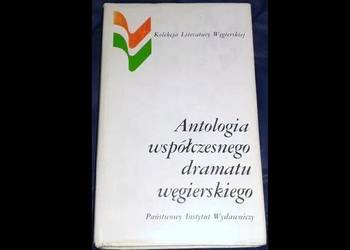 Kolekcja Literatury Węgierskiej
Antologia
współczesnego
dramatu
węgierskiego
Państwowy Instytut Wydawniczy